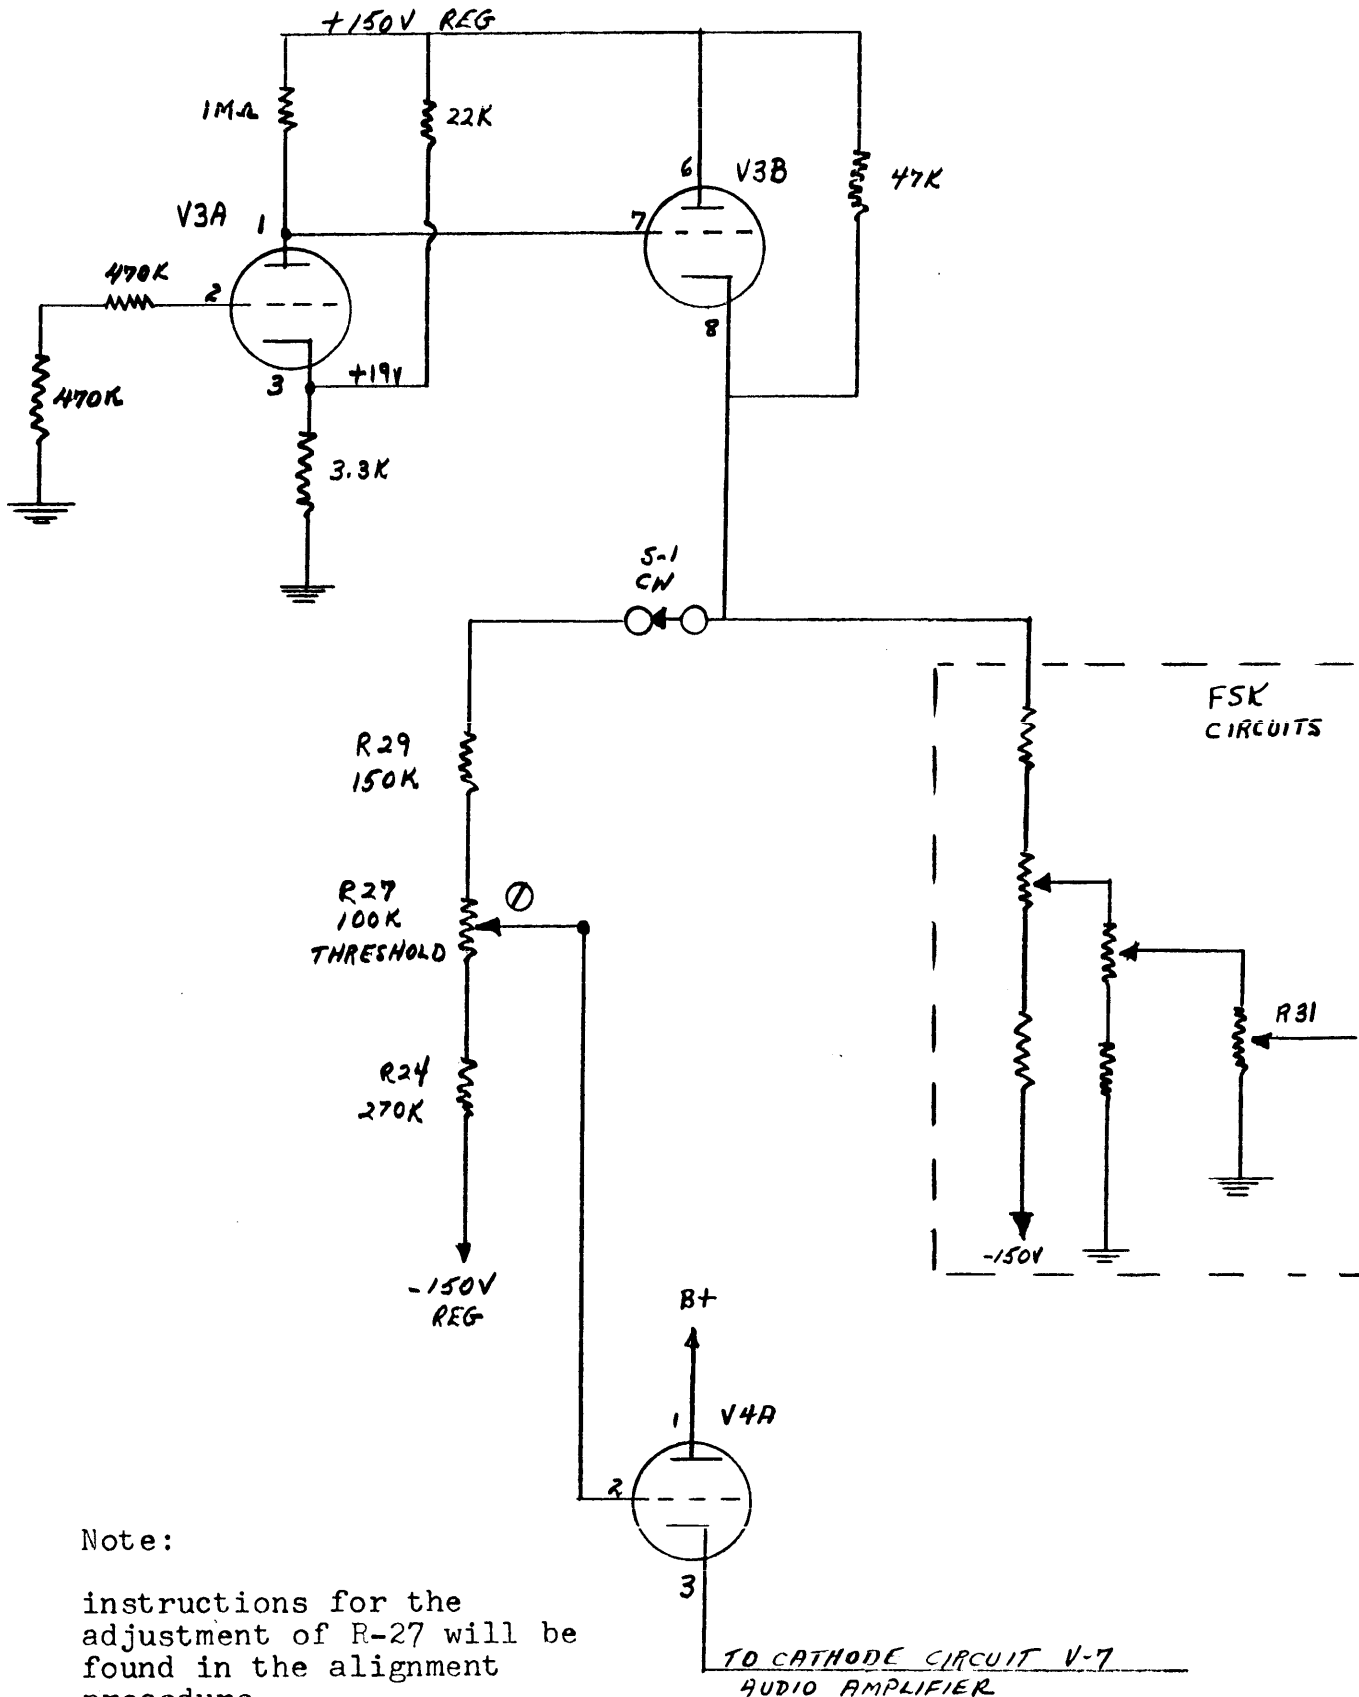 +150V REG
1MΩ
22K
6
V3B
47K
V3A
1
7
470K
2
8
3
+19V
470K
3.3K
S-1
CW
FSK
CIRCUITS
R29
150K
R27
100K
THRESHOLD
R31
R24
270K
-150V
REG
-150V
B+
1
V4A
2
3
Note:
instructions for the
adjustment of R-27 will be
found in the alignment
procedure
TO CATHODE CIRCUIT V-7
AUDIO AMPLIFIER